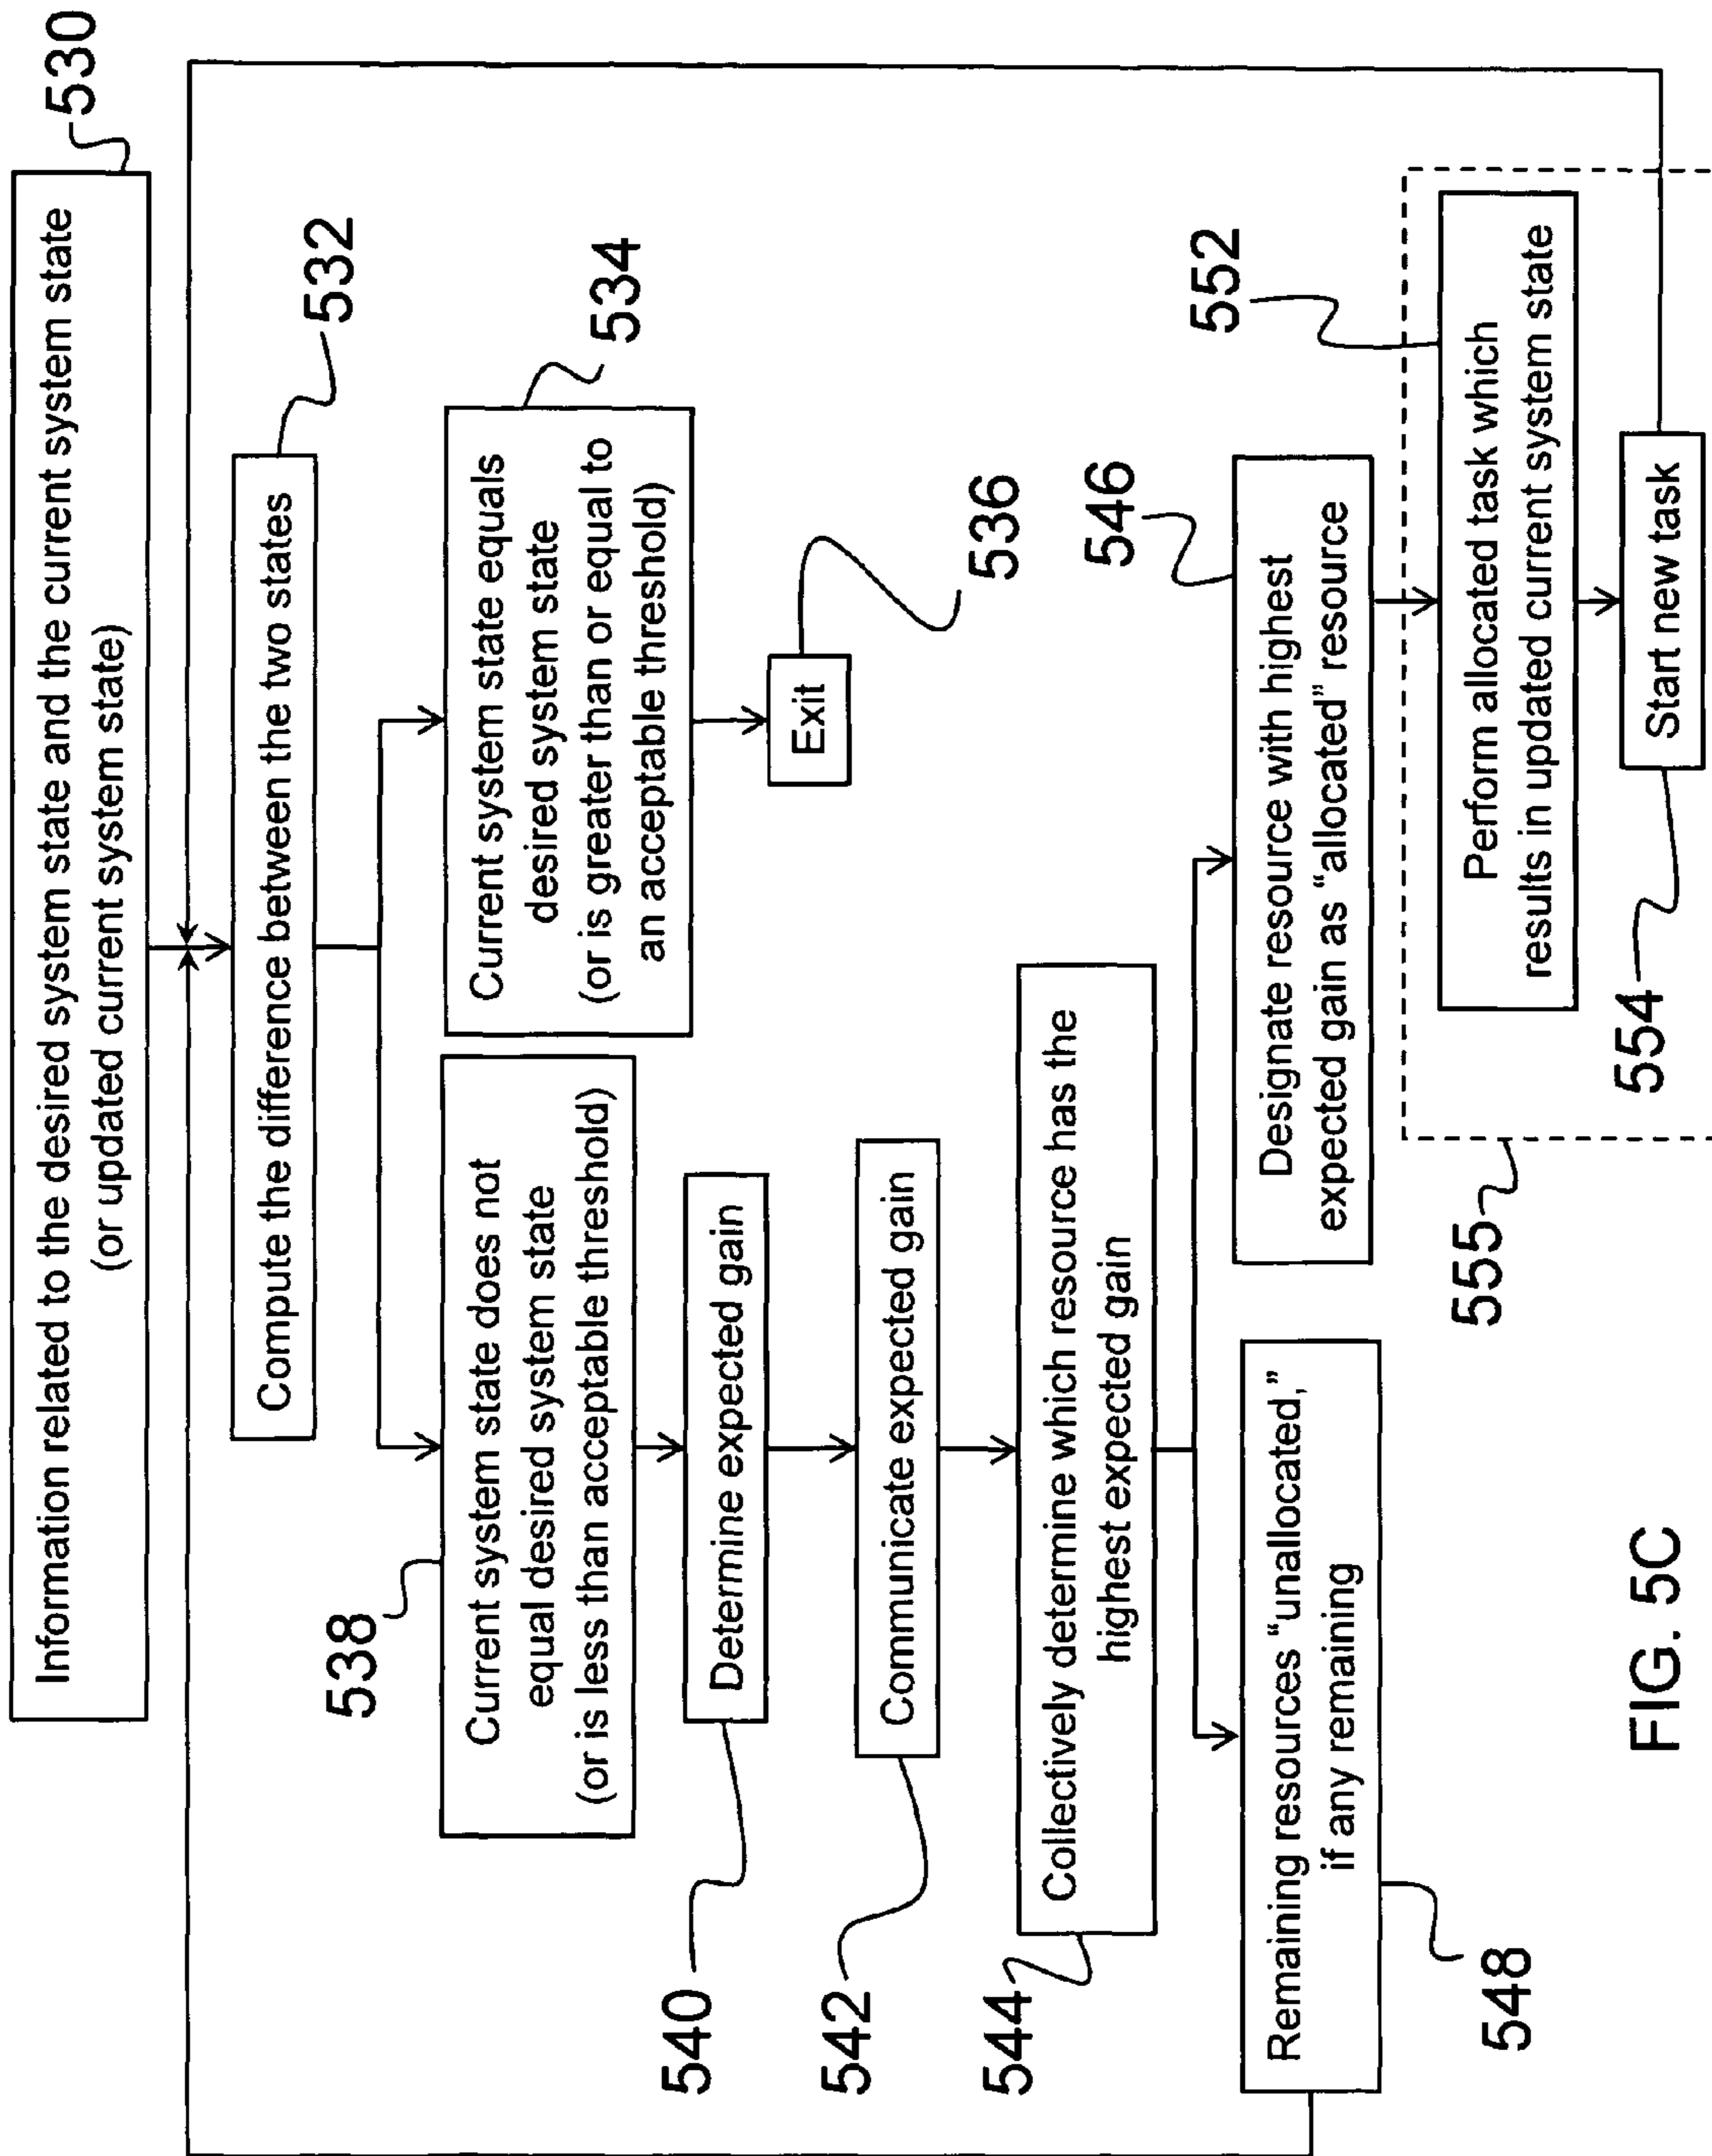 Information related to the desired system state and the current system state
(or updated current system state)
530
Compute the difference between the two states
532
Current system state equals
desired system state
(or is greater than or equal to
an acceptable threshold)
534
Exit
536
538
Current system state does not
equal desired system state
(or is less than acceptable threshold)
540
Determine expected gain
542
Communicate expected gain
544
Collectively determine which resource has the
highest expected gain
546
Designate resource with highest
expected gain as “allocated” resource
Remaining resources “unallocated,”
if any remaining
548
552
Perform allocated task which
results in updated current system state
554
Start new task
555
FIG. 5C